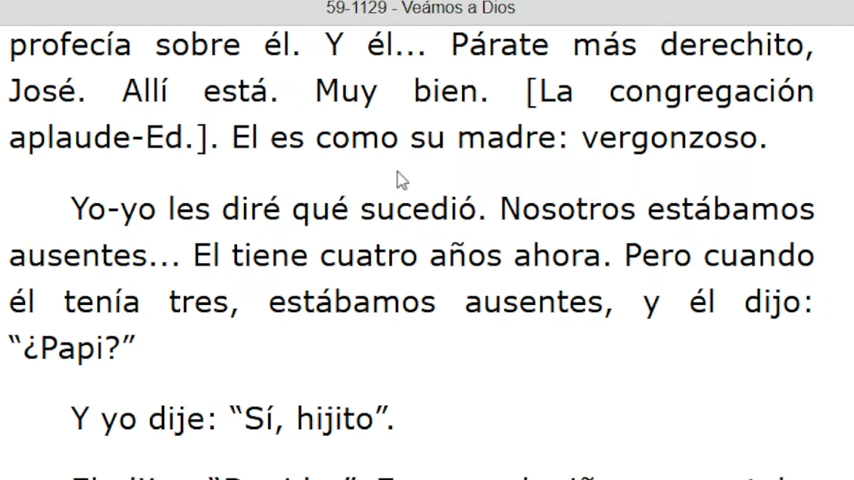 59-1129 - Veámos a Dios
profecía sobre él. Y él... Párate más derechito,
José. Allí está. Muy bien. [La congregación
aplaude-Ed.]. El es como su madre: vergonzoso.
Yo-yo les diré qué sucedió. Nosotros estábamos
ausentes... El tiene cuatro años ahora. Pero cuando
él tenía tres, estábamos ausentes, y él dijo:
“¿Papi?”
Y yo dije: “Sí, hijito”.